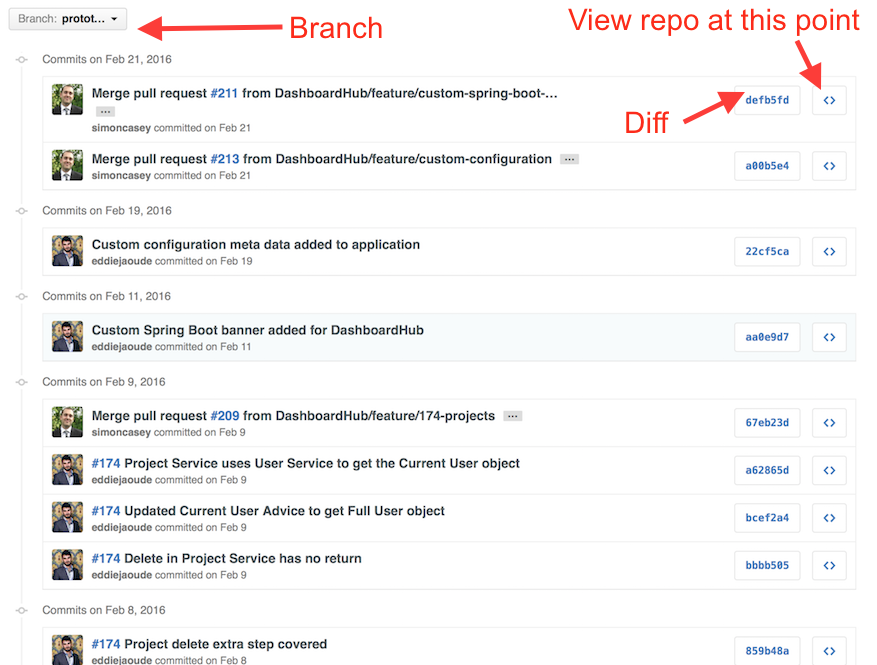 Branch: protot…
Branch
View repo at this point
Commits on Feb 21, 2016
Merge pull request #211 from DashboardHub/feature/custom-spring-boot-…
…
simoncasey committed on Feb 21
defb5fd
<>
Diff
Merge pull request #213 from DashboardHub/feature/custom-configuration …
simoncasey committed on Feb 21
a00b5e4
<>
Commits on Feb 19, 2016
Custom configuration meta data added to application
eddiejaoude committed on Feb 19
22cf5ca
<>
Commits on Feb 11, 2016
Custom Spring Boot banner added for DashboardHub
eddiejaoude committed on Feb 11
aa0e9d7
<>
Commits on Feb 9, 2016
Merge pull request #209 from DashboardHub/feature/174-projects …
simoncasey committed on Feb 9
67eb23d
<>
#174 Project Service uses User Service to get the Current User object
eddiejaoude committed on Feb 9
a62865d
<>
#174 Updated Current User Advice to get Full User object
eddiejaoude committed on Feb 9
bcef2a4
<>
#174 Delete in Project Service has no return
eddiejaoude committed on Feb 9
bbbb505
<>
Commits on Feb 8, 2016
#174 Project delete extra step covered
eddiejaoude committed on Feb 8
859b48a
<>